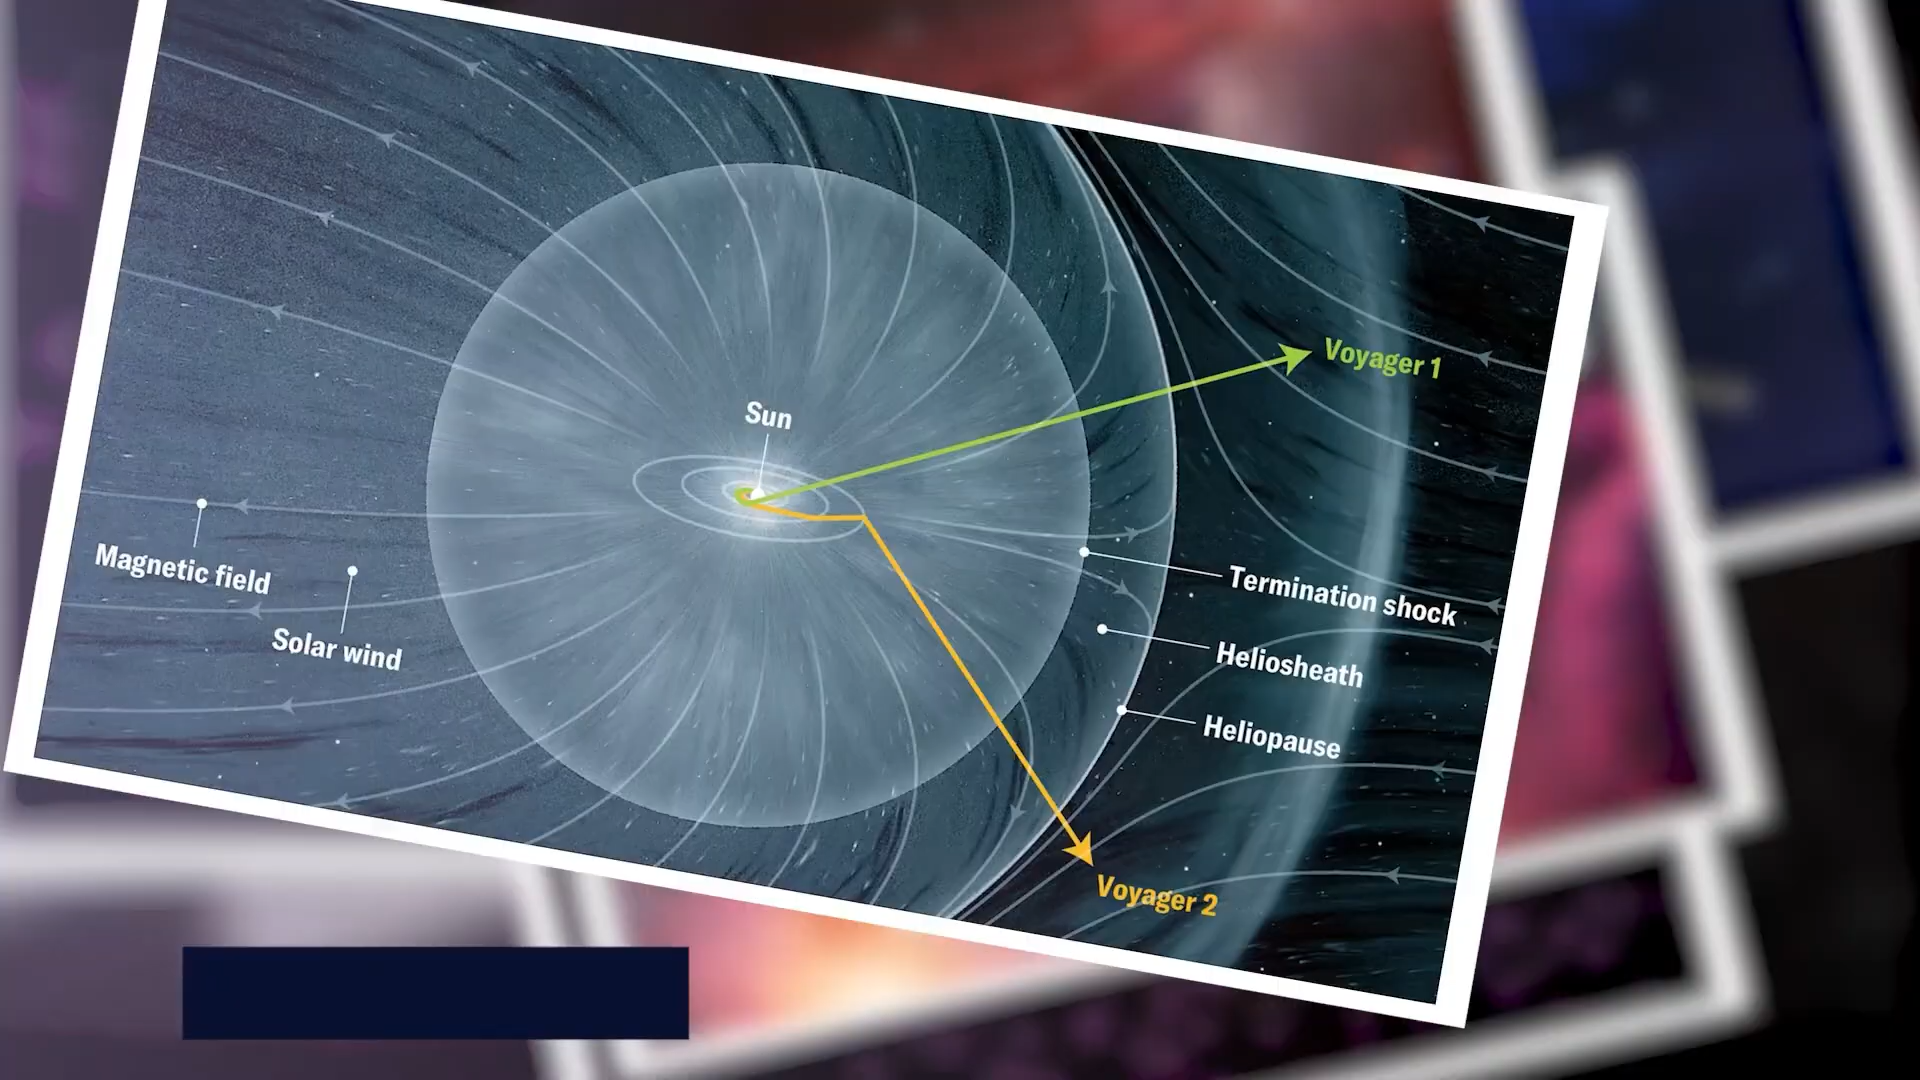 Voyager 1
Sun
Magnetic field
Termination shock
Solar wind
Heliosheath
Heliopause
Voyager 2